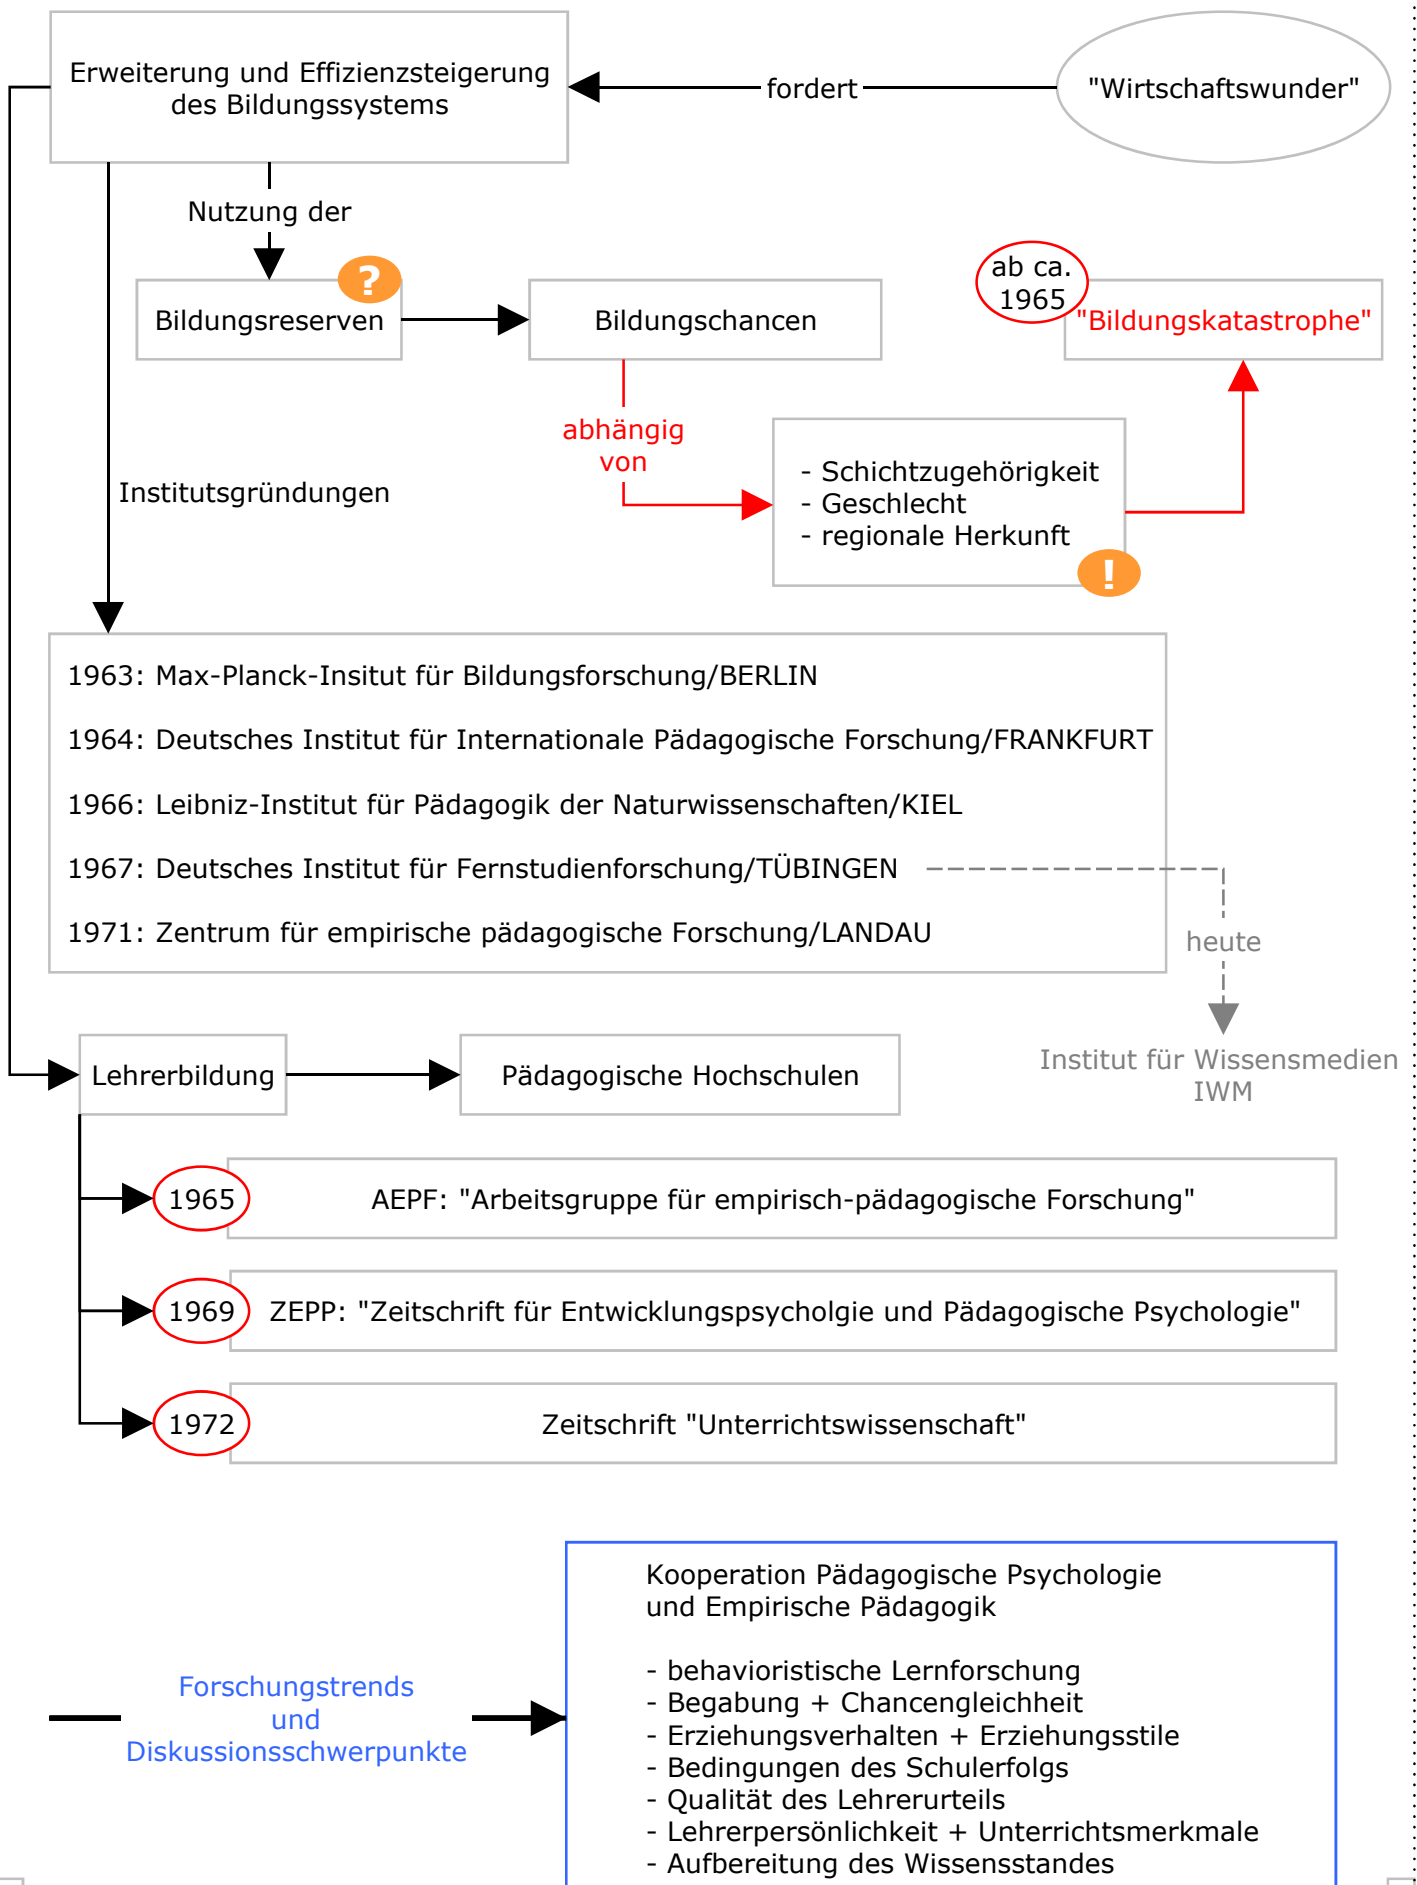 Erweiterung und Effizienzsteigerung
des Bildungssystems
fordert
"Wirtschaftswunder"
Nutzung der
?
Bildungsreserven
Bildungschancen
ab ca.
1965
"Bildungskatastrophe"
abhängig
von
- Schichtzugehörigkeit
- Geschlecht
- regionale Herkunft
!
Institutsgründungen
1963: Max-Planck-Insitut für Bildungsforschung/BERLIN
1964: Deutsches Institut für Internationale Pädagogische Forschung/FRANKFURT
1966: Leibniz-Institut für Pädagogik der Naturwissenschaften/KIEL
1967: Deutsches Institut für Fernstudienforschung/TÜBINGEN
1971: Zentrum für empirische pädagogische Forschung/LANDAU
heute
Institut für Wissensmedien
IWM
Lehrerbildung
Pädagogische Hochschulen
1965
AEPF: "Arbeitsgruppe für empirisch-pädagogische Forschung"
1969
ZEPP: "Zeitschrift für Entwicklungspsycholgie und Pädagogische Psychologie"
1972
Zeitschrift "Unterrichtswissenschaft"
Forschungstrends
und
Diskussionsschwerpunkte
Kooperation Pädagogische Psychologie
und Empirische Pädagogik
- behavioristische Lernforschung
- Begabung + Chancengleichheit
- Erziehungsverhalten + Erziehungsstile
- Bedingungen des Schulerfolgs
- Qualität des Lehrerurteils
- Lehrerpersönlichkeit + Unterrichtsmerkmale
- Aufbereitung des Wissensstandes